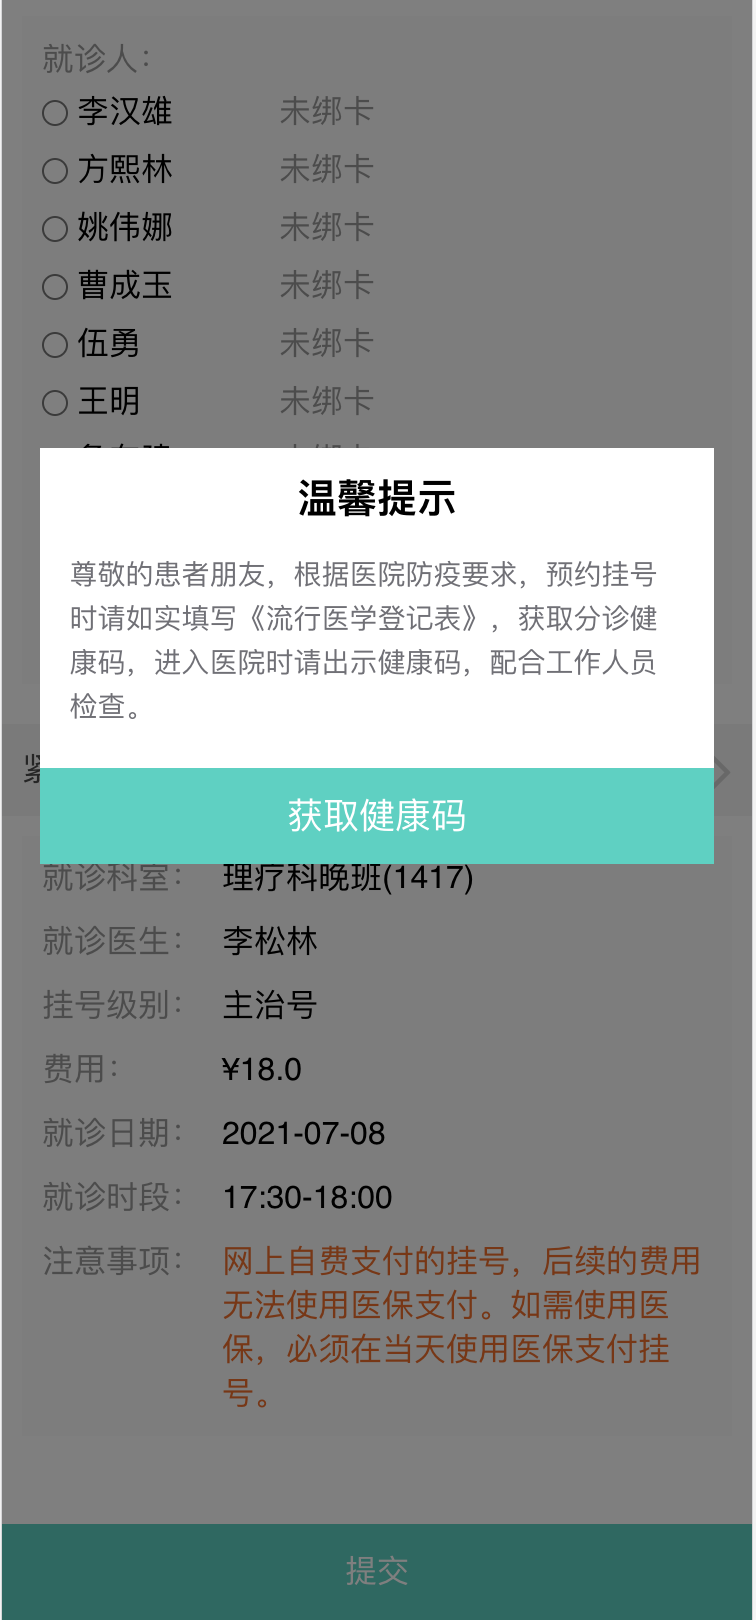 就诊人：
李汉雄 未绑卡
方熙林 未绑卡
姚伟娜 未绑卡
曹成玉 未绑卡
伍勇 未绑卡
王明 未绑卡
温馨提示
尊敬的患者朋友，根据医院防疫要求，预约挂号
时请如实填写《流行医学登记表》，获取分诊健
康码，进入医院时请出示健康码，配合工作人员
检查。
紧
获取健康码
就诊科室： 理疗科晚班(1417)
就诊医生： 李松林
挂号级别： 主治号
费用： ¥18.0
就诊日期： 2021-07-08
就诊时段： 17:30-18:00
注意事项： 网上自费支付的挂号，后续的费用
无法使用医保支付。如需使用医
保，必须在当天使用医保支付挂
号。
提交